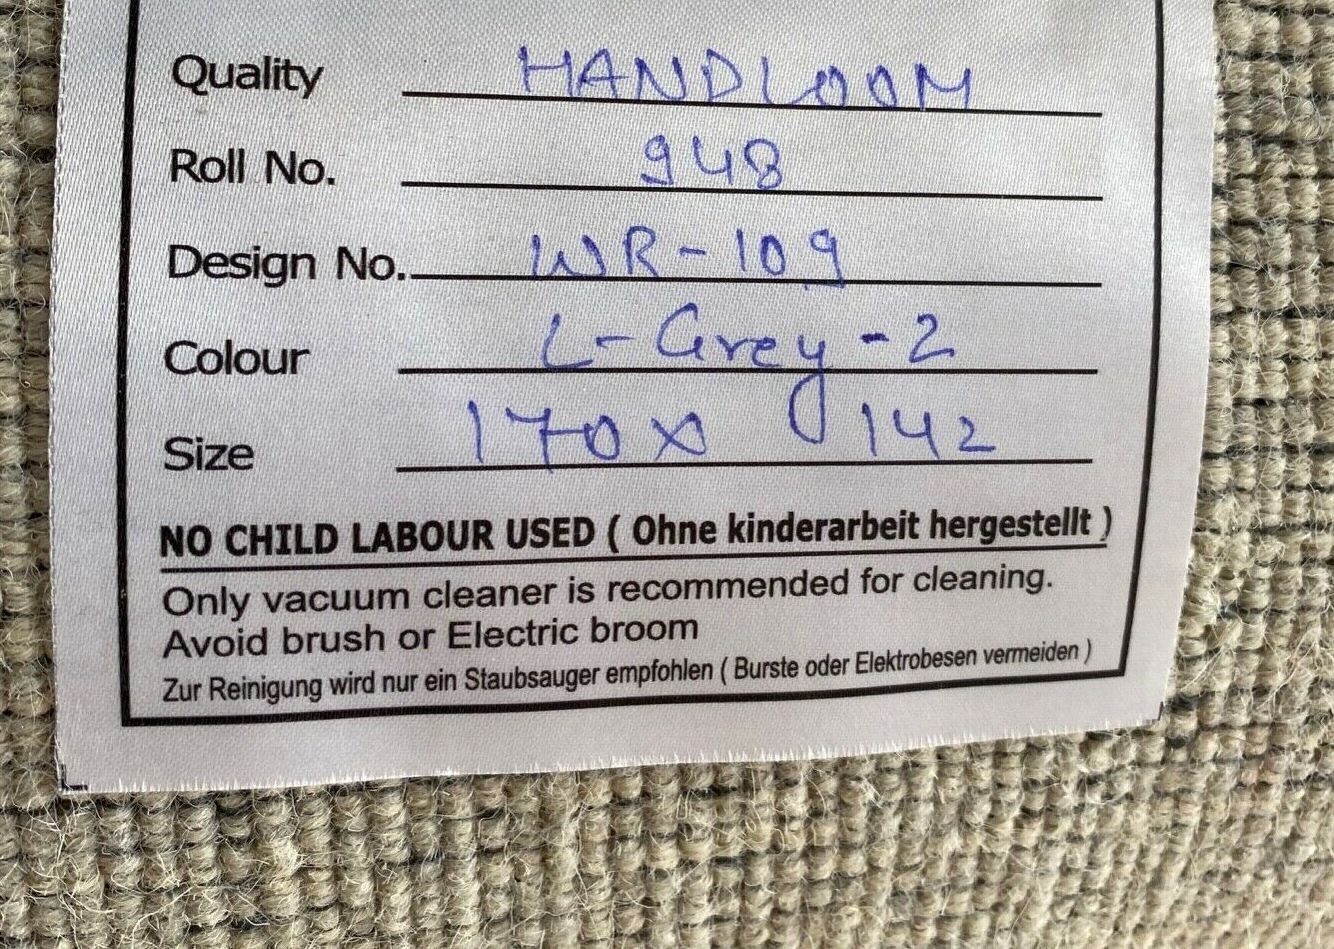 Quality HANDLOOM
Roll No. 948
Design No. WR-109
Colour L-Grey-2
Size 170x 142
NO CHILD LABOUR USED ( Ohne kinderarbeit hergestellt )
Only vacuum cleaner is recommended for cleaning.
Avoid brush or Electric broom
Zur Reinigung wird nur ein Staubsauger empfohlen ( Burste oder Elektrobesen vermeiden )